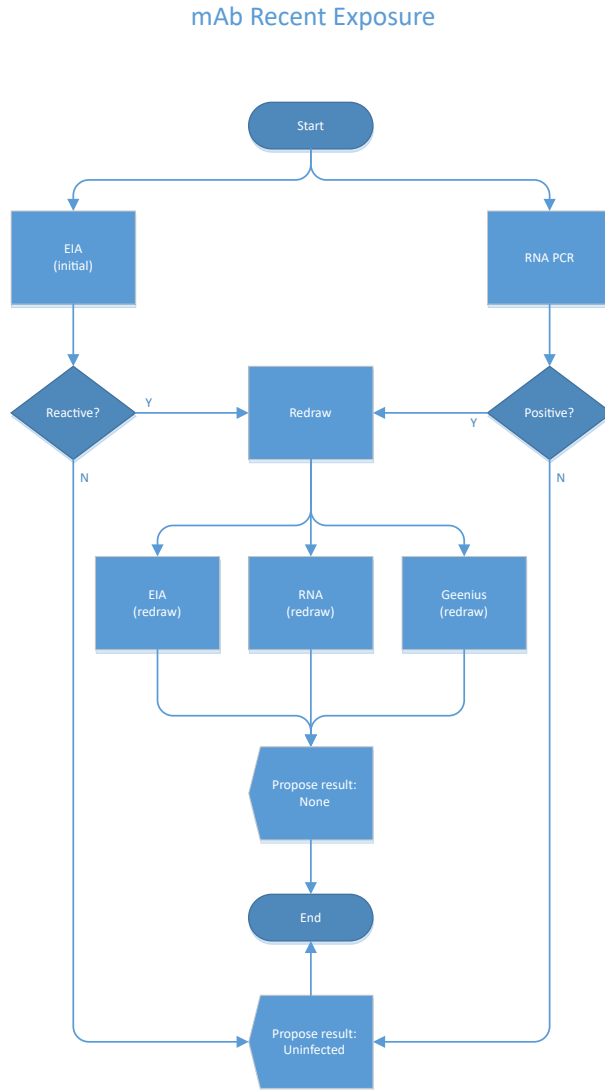 mAb Recent Exposure
Start
EIA
(initial)
RNA PCR
Reactive?
Y
Redraw
Y
Positive?
N
N
EIA
(redraw)
RNA
(redraw)
Geenius
(redraw)
Propose result:
None
End
Propose result:
Uninfected